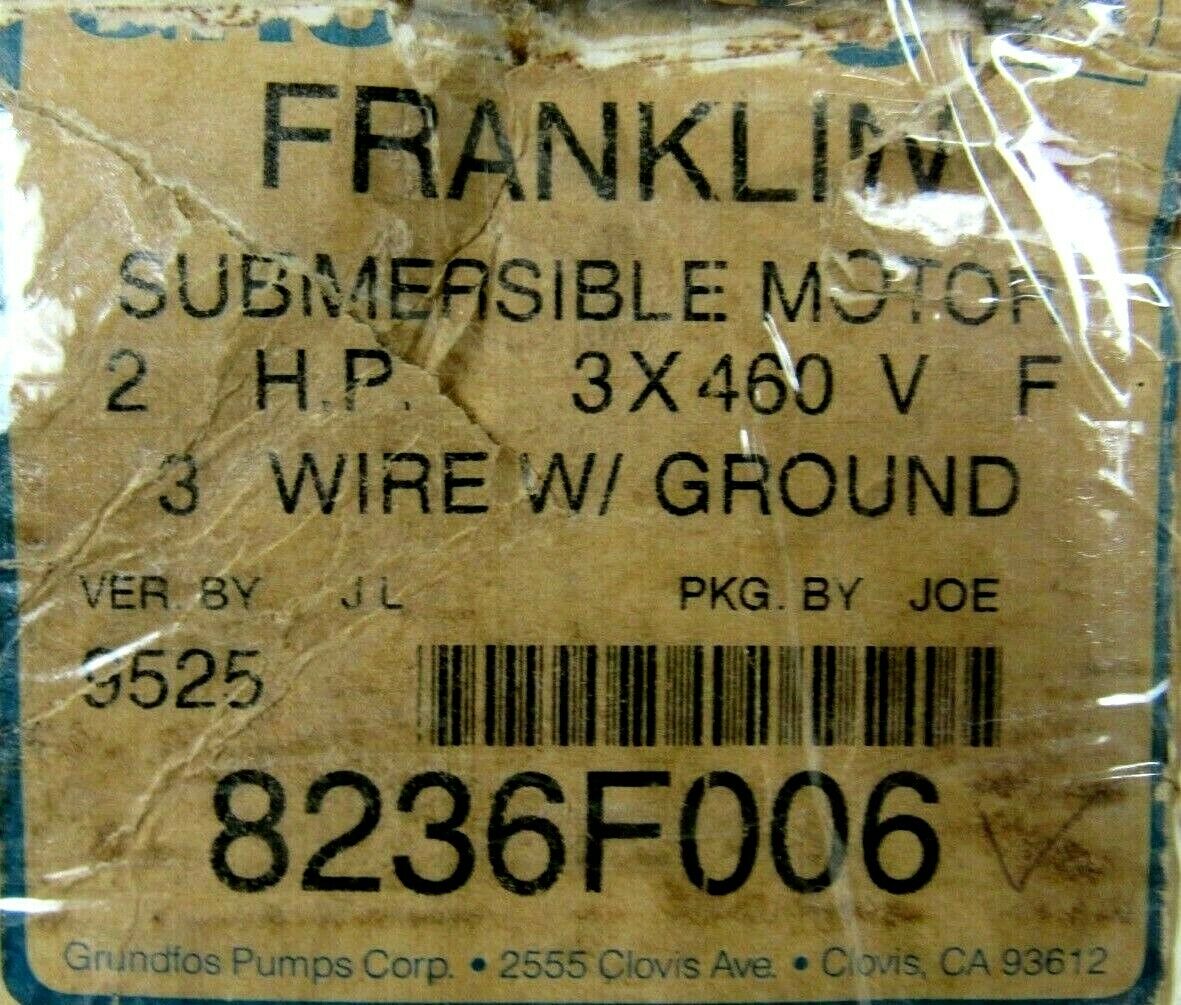 FRANKLIN
SUBMERSIBLE MOTOR
2 H.P. 3X460 V F
3 WIRE W/ GROUND
VER. BY J L PKG. BY JOE
9525
8236F006
Grundfos Pumps Corp. • 2555 Clovis Ave. • Clovis, CA 93612